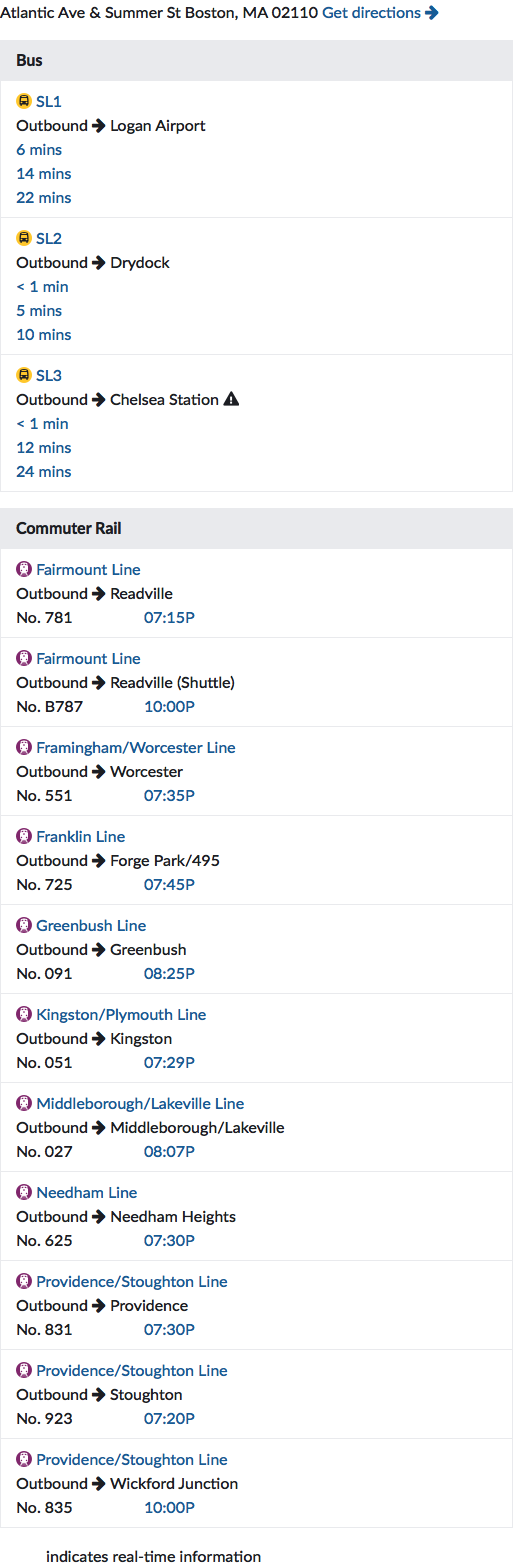 Atlantic Ave & Summer St Boston, MA 02110 Get directions →
Bus
SL1
Outbound → Logan Airport
6 mins
14 mins
22 mins
SL2
Outbound → Drydock
< 1 min
5 mins
10 mins
SL3
Outbound → Chelsea Station
< 1 min
12 mins
24 mins
Commuter Rail
Fairmount Line
Outbound → Readville
No. 781 07:15P
Fairmount Line
Outbound → Readville (Shuttle)
No. B787 10:00P
Framingham/Worcester Line
Outbound → Worcester
No. 551 07:35P
Franklin Line
Outbound → Forge Park/495
No. 725 07:45P
Greenbush Line
Outbound → Greenbush
No. 091 08:25P
Kingston/Plymouth Line
Outbound → Kingston
No. 051 07:29P
Middleborough/Lakeville Line
Outbound → Middleborough/Lakeville
No. 027 08:07P
Needham Line
Outbound → Needham Heights
No. 625 07:30P
Providence/Stoughton Line
Outbound → Providence
No. 831 07:30P
Providence/Stoughton Line
Outbound → Stoughton
No. 923 07:20P
Providence/Stoughton Line
Outbound → Wickford Junction
No. 835 10:00P
indicates real-time information